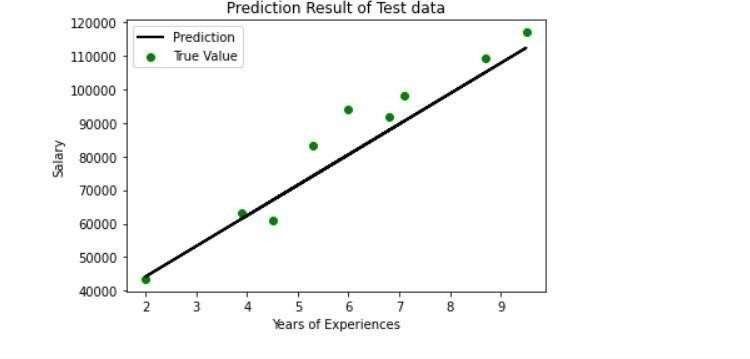 Prediction Result of Test data
120000
110000
100000
90000
80000
70000
60000
50000
40000
Salary
Prediction
True Value
2 3 4 5 6 7 8 9
Years of Experiences